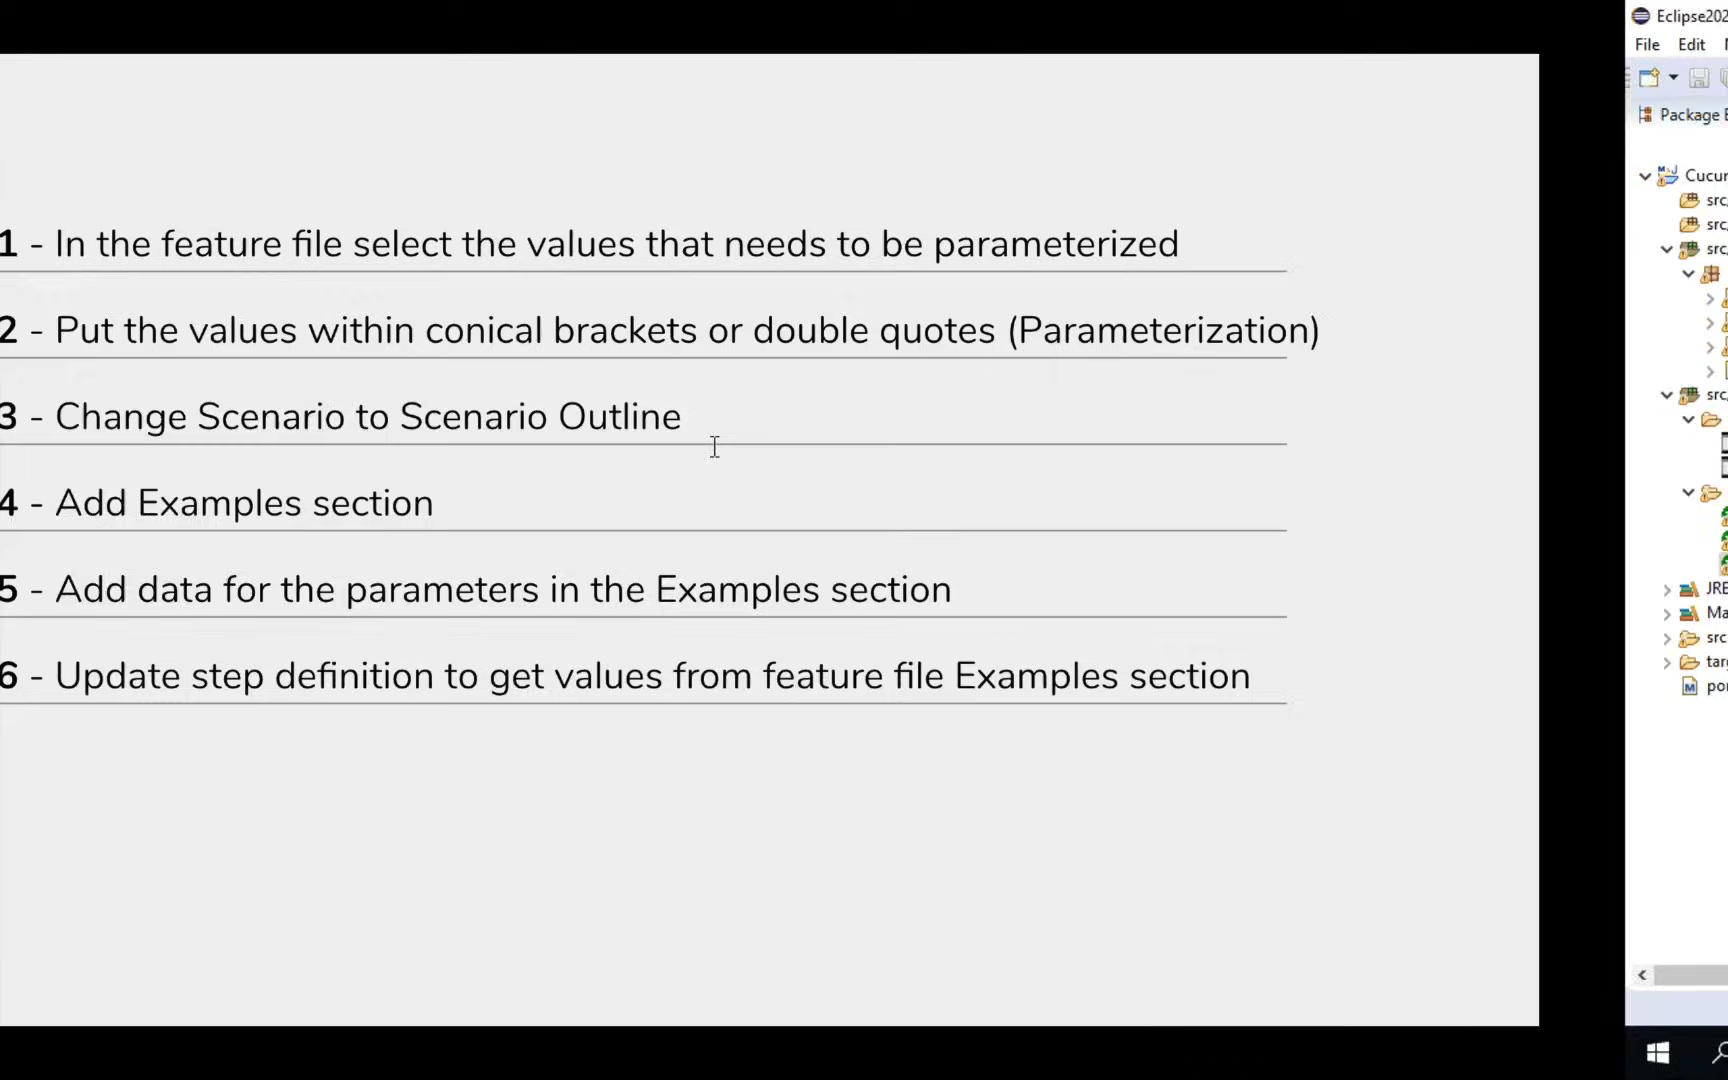 1 - In the feature file select the values that needs to be parameterized
2 - Put the values within conical brackets or double quotes (Parameterization)
3 - Change Scenario to Scenario Outline
4 - Add Examples section
5 - Add data for the parameters in the Examples section
6 - Update step definition to get values from feature file Examples section
Eclipse202
File Edit
Package E
Cucu
src
src
src
src
JRE
Ma
src
tar